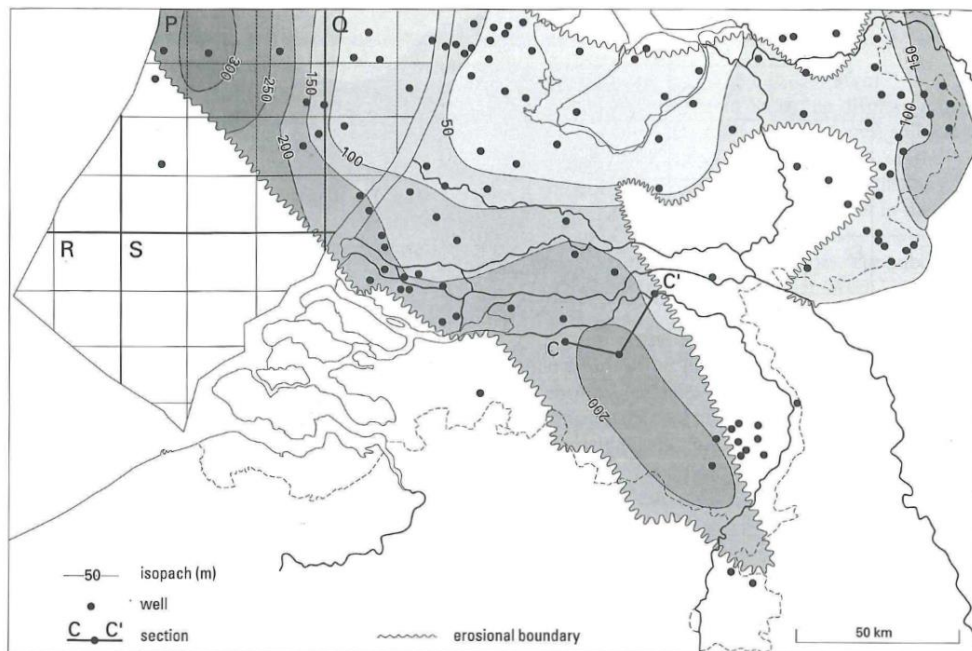 P
Q
300
250
200
150
100
50
150
100
R
S
C'
C
200
—50— isopach (m)
well
C C' section
erosional boundary
50 km